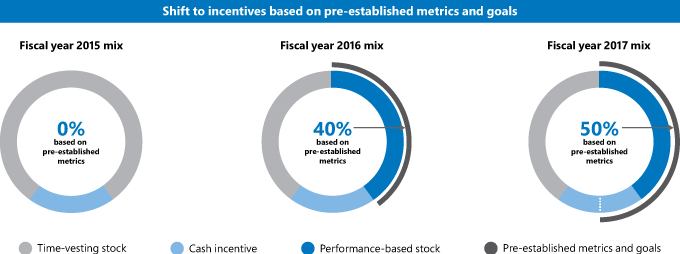 Shift to incentives based on pre-established metrics and goals
Fiscal year 2015 mix
Fiscal year 2016 mix
Fiscal year 2017 mix
0%
based on
pre-established
metrics
40%
based on
pre-established
metrics
50%
based on
pre-established
metrics
Time-vesting stock
Cash incentive
Performance-based stock
Pre-established metrics and goals